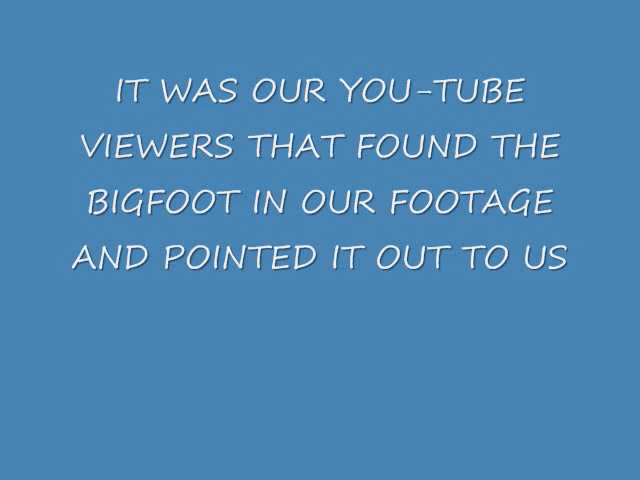 IT WAS OUR YOU-TUBE
VIEWERS THAT FOUND THE
BIGFOOT IN OUR FOOTAGE
AND POINTED IT OUT TO US